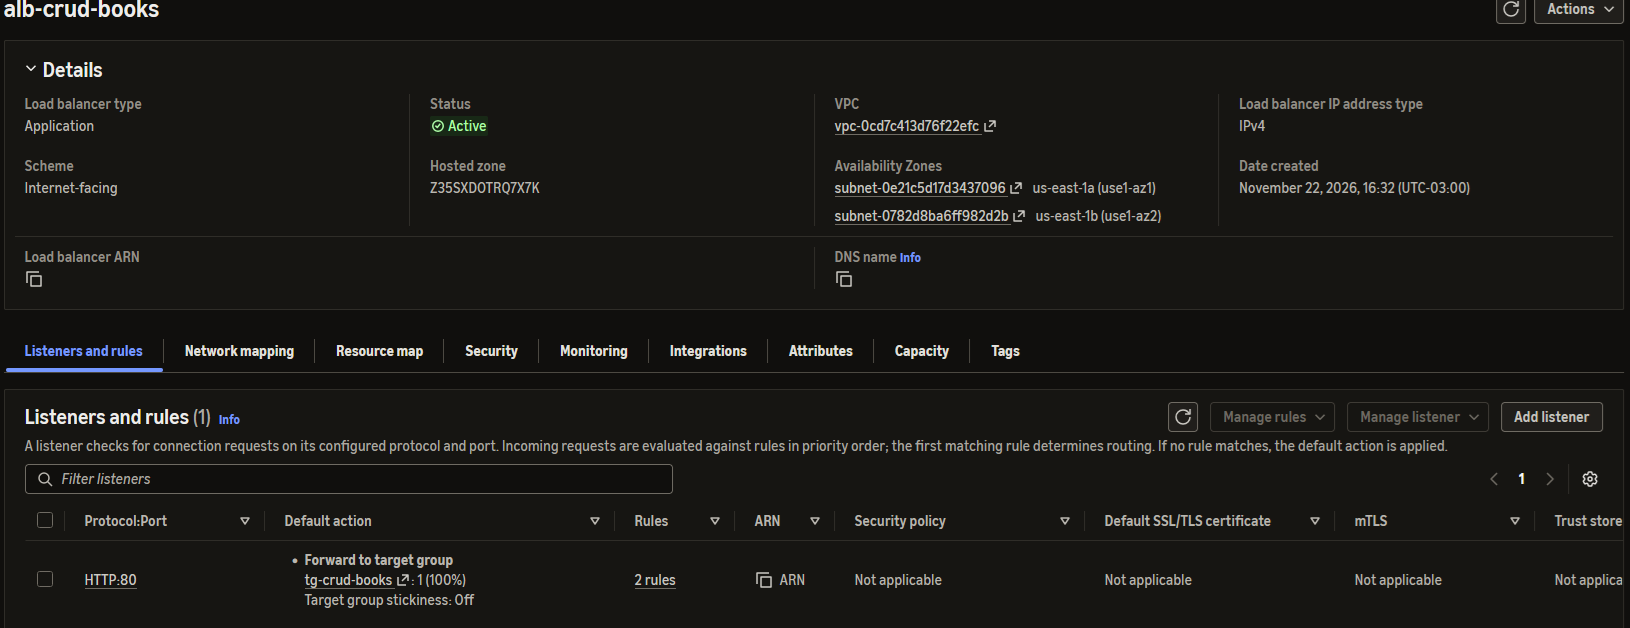 alb-crud-books
Actions
Details
Load balancer type
Application
Status
Active
VPC
vpc-0cd7c413d76f22efc
Load balancer IP address type
IPv4
Scheme
Internet-facing
Hosted zone
Z35SXDOTRQ7X7K
Availability Zones
subnet-0e21c5d17d3437096 us-east-1a (use1-az1)
subnet-0782d8ba6ff982d2b us-east-1b (use1-az2)
Date created
November 22, 2026, 16:32 (UTC-03:00)
Load balancer ARN
DNS name Info
Listeners and rules Network mapping Resource map Security Monitoring Integrations Attributes Capacity Tags
Listeners and rules (1) Info
Manage rules Manage listener Add listener
A listener checks for connection requests on its configured protocol and port. Incoming requests are evaluated against rules in priority order; the first matching rule determines routing. If no rule matches, the default action is applied.
Filter listeners
1
Protocol:Port Default action Rules ARN Security policy Default SSL/TLS certificate mTLS Trust store
HTTP:80
• Forward to target group
tg-crud-books : 1 (100%)
Target group stickiness: Off
2 rules
ARN
Not applicable
Not applicable
Not applicable
Not applica